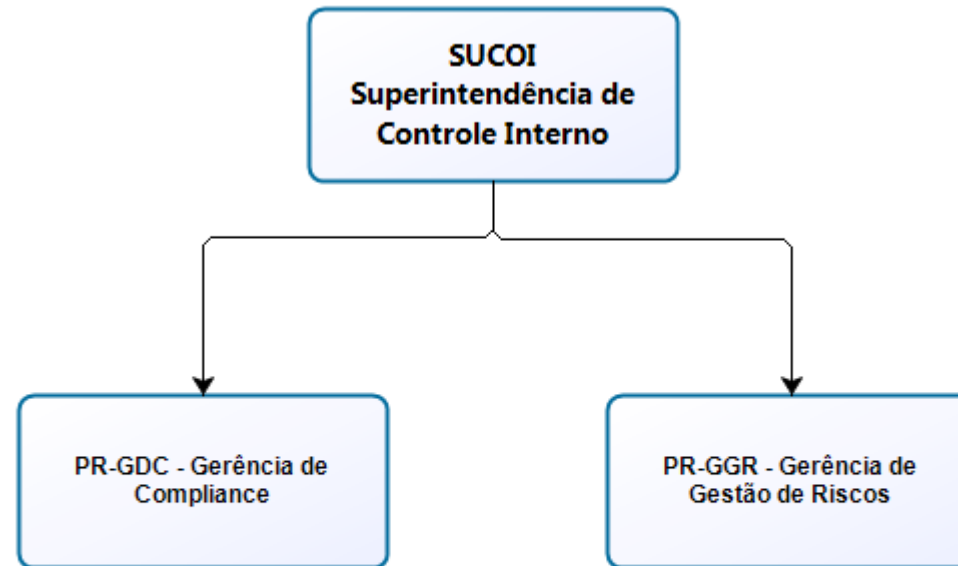 SUCOI
Superintendência de
Controle Interno
PR-GDC - Gerência de
Compliance
PR-GGR - Gerência de
Gestão de Riscos